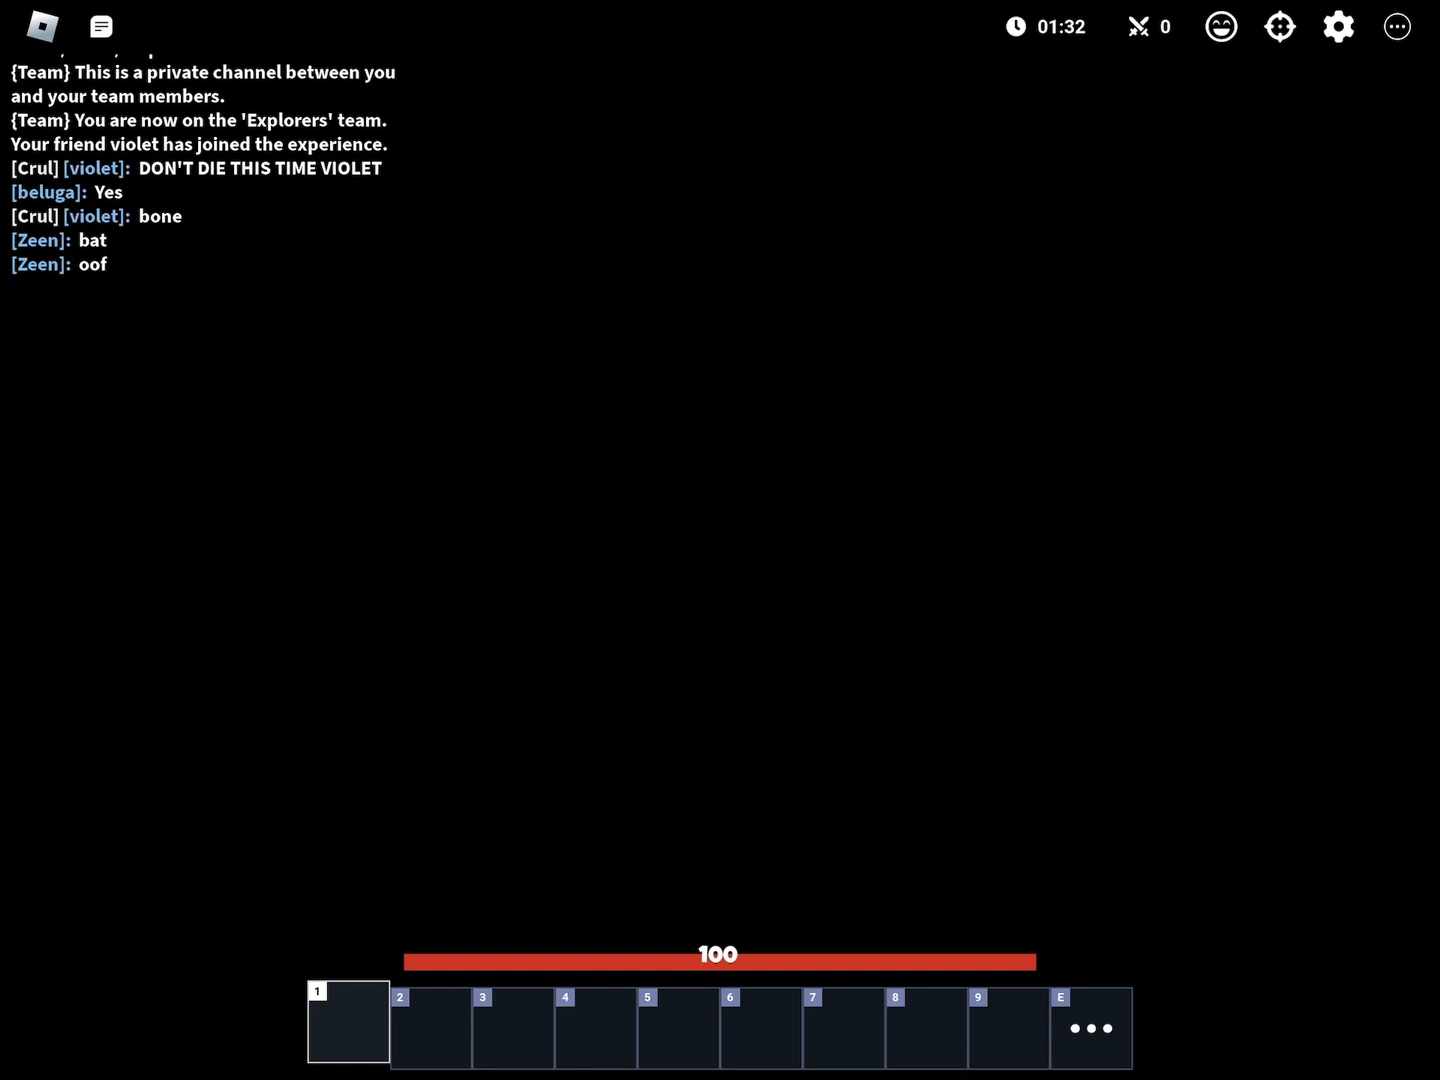 01:32
0
{Team} This is a private channel between you
and your team members.
{Team} You are now on the 'Explorers' team.
Your friend violet has joined the experience.
[Crul] [violet]: DON'T DIE THIS TIME VIOLET
[beluga]: Yes
[Crul] [violet]: bone
[Zeen]: bat
[Zeen]: oof
100
1 2 3 4 5 6 7 8 9 E